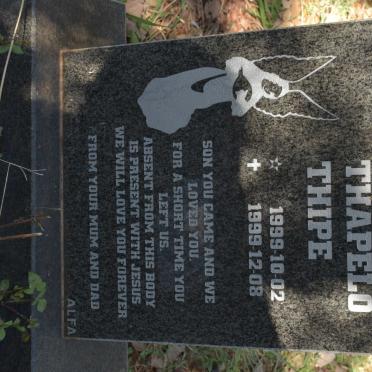 THAPELO
THIPE
☆ 1999·10·02
✝ 1999·12·08
SON YOU CAME AND WE
LOVED YOU.
FOR A SHORT TIME YOU
LEFT US.
ABSENT FROM THIS BODY
IS PRESENT WITH JESUS
WE WILL LOVE YOU FOREVER
FROM YOUR MUM AND DAD
ALFA